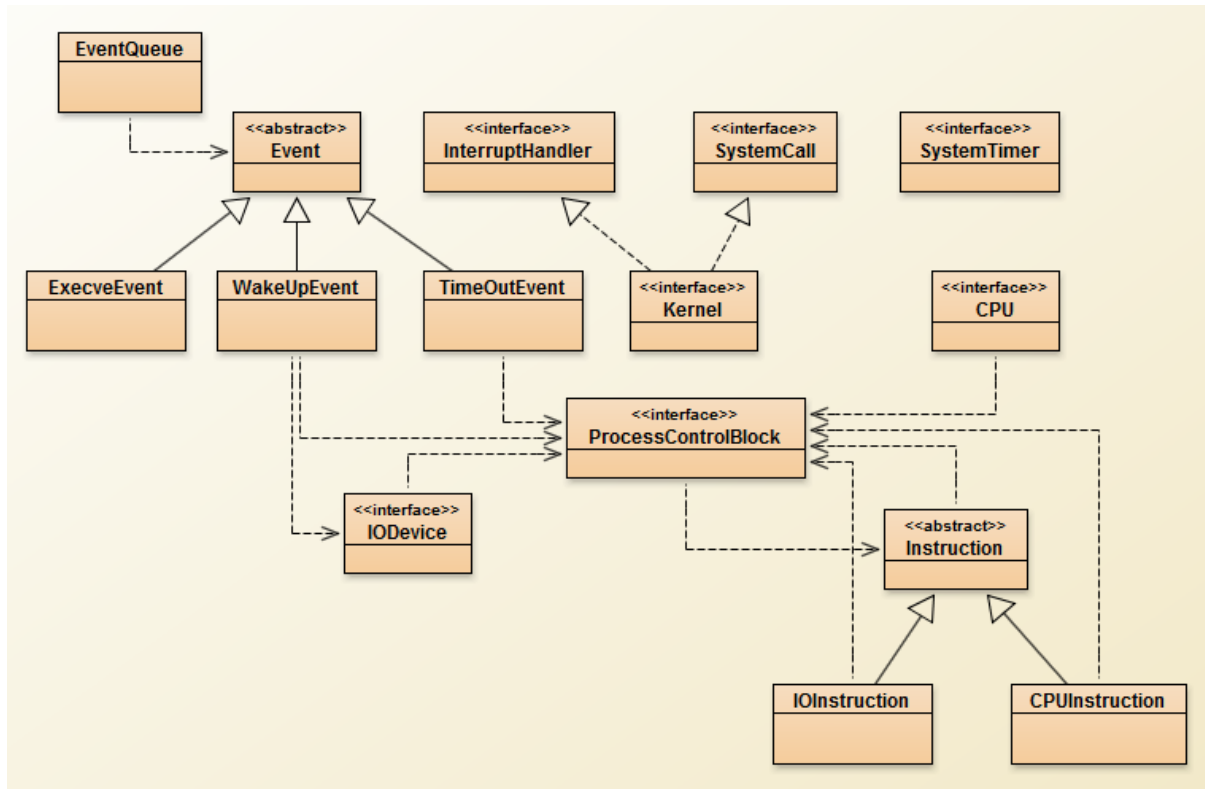 EventQueue
<<abstract>>
Event
<<interface>>
InterruptHandler
<<interface>>
SystemCall
<<interface>>
SystemTimer
ExecveEvent
WakeUpEvent
TimeOutEvent
<<interface>>
Kernel
<<interface>>
CPU
<<interface>>
ProcessControlBlock
<<interface>>
IODevice
<<abstract>>
Instruction
IOInstruction
CPUInstruction